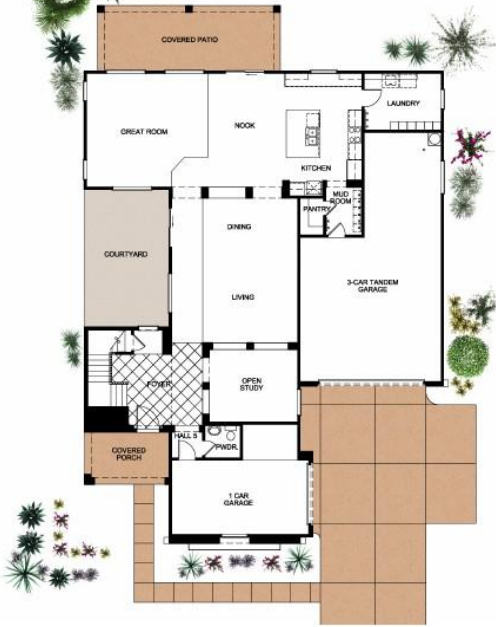 COVERED PATIO
LAUNDRY
GREAT ROOM
NOOK
KITCHEN
MUD
ROOM
PANTRY
DINING
COURTYARD
3-CAR TANDEM
GARAGE
LIVING
FOYER
OPEN
STUDY
HALL 5
PWDR.
COVERED
PORCH
1 CAR
GARAGE